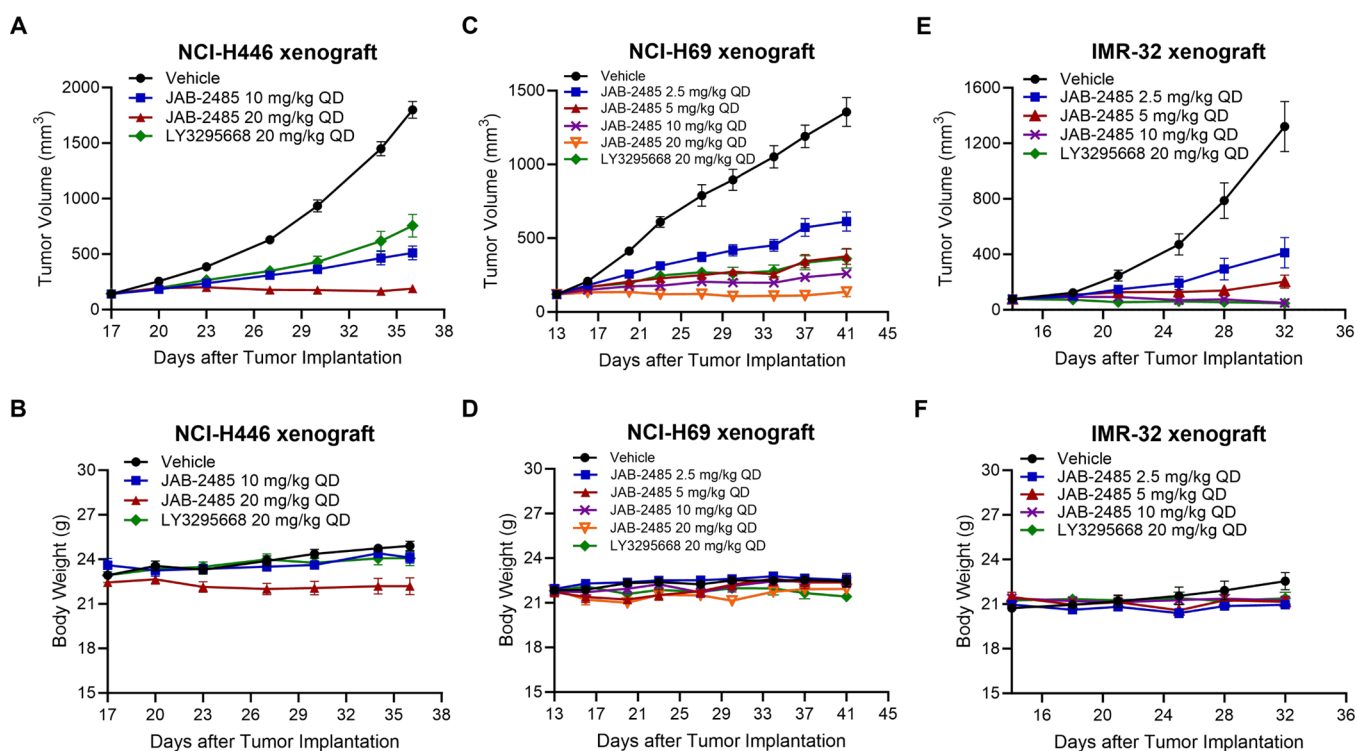 A
NCI-H446 xenograft
Vehicle
JAB-2485 10 mg/kg QD
JAB-2485 20 mg/kg QD
LY3295668 20 mg/kg QD
Tumor Volume (mm³)
2000
1500
1000
500
0
17 20 23 26 29 32 35 38
Days after Tumor Implantation
C
NCI-H69 xenograft
Vehicle
JAB-2485 2.5 mg/kg QD
JAB-2485 5 mg/kg QD
JAB-2485 10 mg/kg QD
JAB-2485 20 mg/kg QD
LY3295668 20 mg/kg QD
Tumor Volume (mm³)
1500
1000
500
0
13 17 21 25 29 33 37 41 45
Days after Tumor Implantation
E
IMR-32 xenograft
Vehicle
JAB-2485 2.5 mg/kg QD
JAB-2485 5 mg/kg QD
JAB-2485 10 mg/kg QD
LY3295668 20 mg/kg QD
Tumor Volume (mm³)
1600
1200
800
400
0
16 20 24 28 32 36
Days after Tumor Implantation
B
NCI-H446 xenograft
Vehicle
JAB-2485 10 mg/kg QD
JAB-2485 20 mg/kg QD
LY3295668 20 mg/kg QD
Body Weight (g)
30
27
24
21
18
15
17 20 23 26 29 32 35 38
Days after Tumor Implantation
D
NCI-H69 xenograft
Vehicle
JAB-2485 2.5 mg/kg QD
JAB-2485 5 mg/kg QD
JAB-2485 10 mg/kg QD
JAB-2485 20 mg/kg QD
LY3295668 20 mg/kg QD
Body Weight (g)
30
27
24
21
18
15
13 17 21 25 29 33 37 41 45
Days after Tumor Implantation
F
IMR-32 xenograft
Vehicle
JAB-2485 2.5 mg/kg QD
JAB-2485 5 mg/kg QD
JAB-2485 10 mg/kg QD
LY3295668 20 mg/kg QD
Body Weight (g)
30
27
24
21
18
15
16 20 24 28 32 36
Days after Tumor Implantation